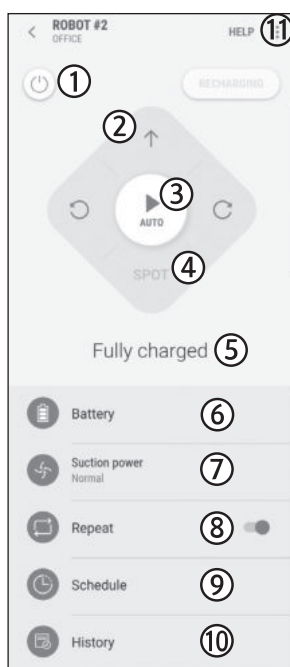 ROBOT #2
OFFICE
HELP ⑪
①
RECHARGING
②
③
AUTO
SPOT ④
Fully charged ⑤
Battery ⑥
Suction power ⑦
Normal
Repeat ⑧
Schedule ⑨
History ⑩